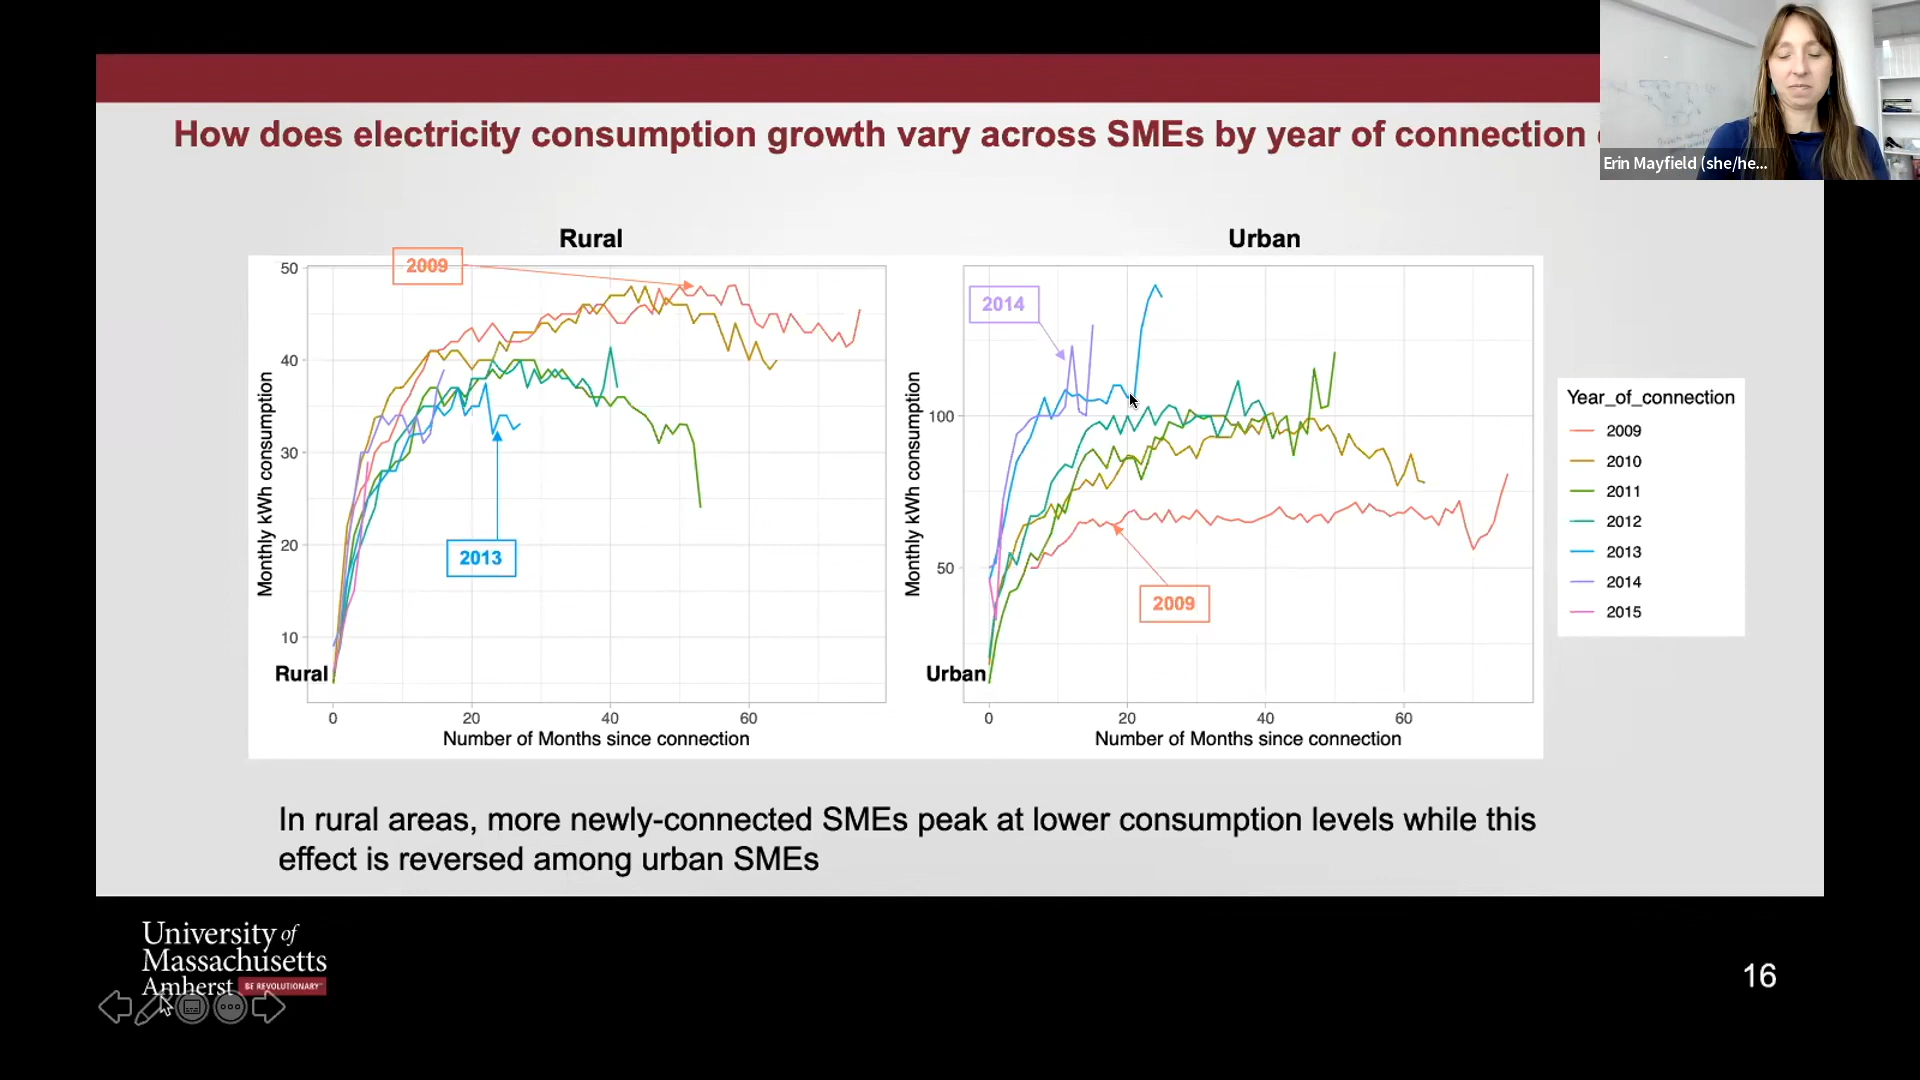 How does electricity consumption growth vary across SMEs by year of connection
Erin Mayfield (she/he...
Rural
Urban
2009
2014
2013
2009
50
40
30
20
10
Monthly kWh consumption
Rural
0
20
40
60
Number of Months since connection
100
50
Monthly kWh consumption
Urban
0
20
40
60
Number of Months since connection
Year_of_connection
2009
2010
2011
2012
2013
2014
2015
In rural areas, more newly-connected SMEs peak at lower consumption levels while this
effect is reversed among urban SMEs
University of
Massachusetts
Amherst BE REVOLUTIONARY
16